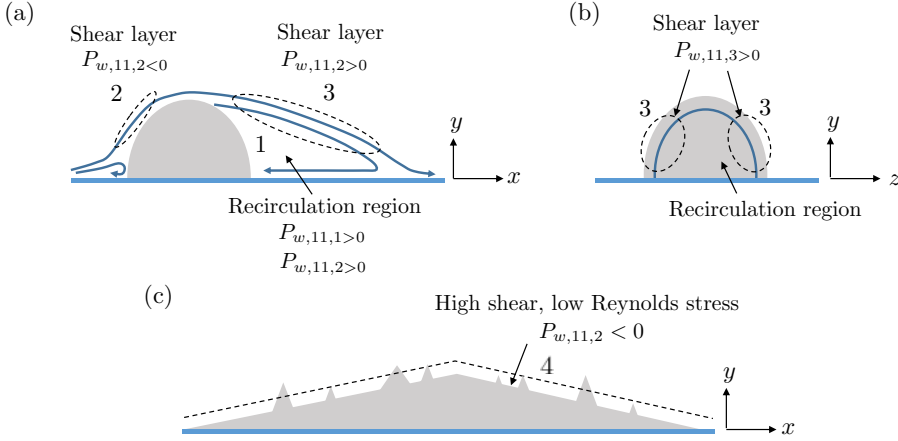 (a)
Shear layer
P_{w,11,2<0}
2
Shear layer
P_{w,11,2>0}
3
1
y
x
Recirculation region
P_{w,11,1>0}
P_{w,11,2>0}
(b)
Shear layer
P_{w,11,3>0}
3
3
y
z
Recirculation region
(c)
High shear, low Reynolds stress
P_{w,11,2} < 0
4
y
x